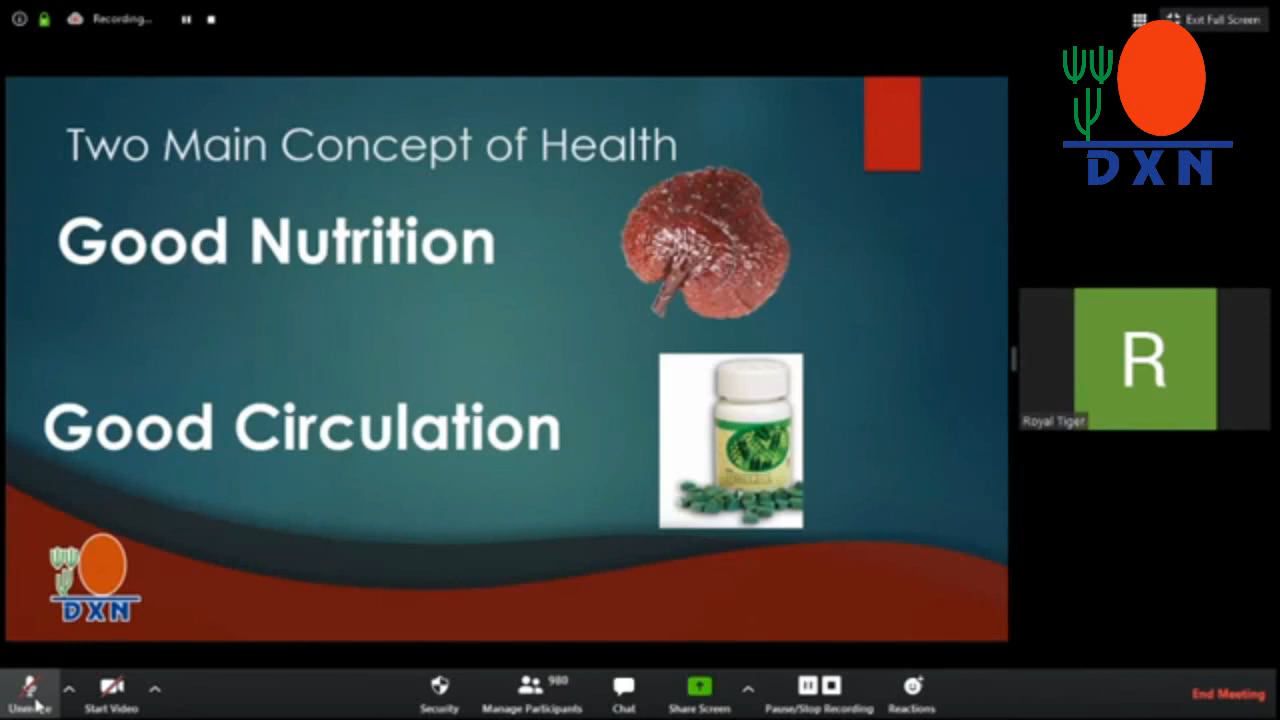 Recording...
Exit Full Screen
DXN
Two Main Concept of Health
Good Nutrition
Good Circulation
DXN
R
Royal Tiger
Start Video
Security
Manage Participants
980
Chat
Share Screen
Pause/Stop Recording
Reactions
End Meeting